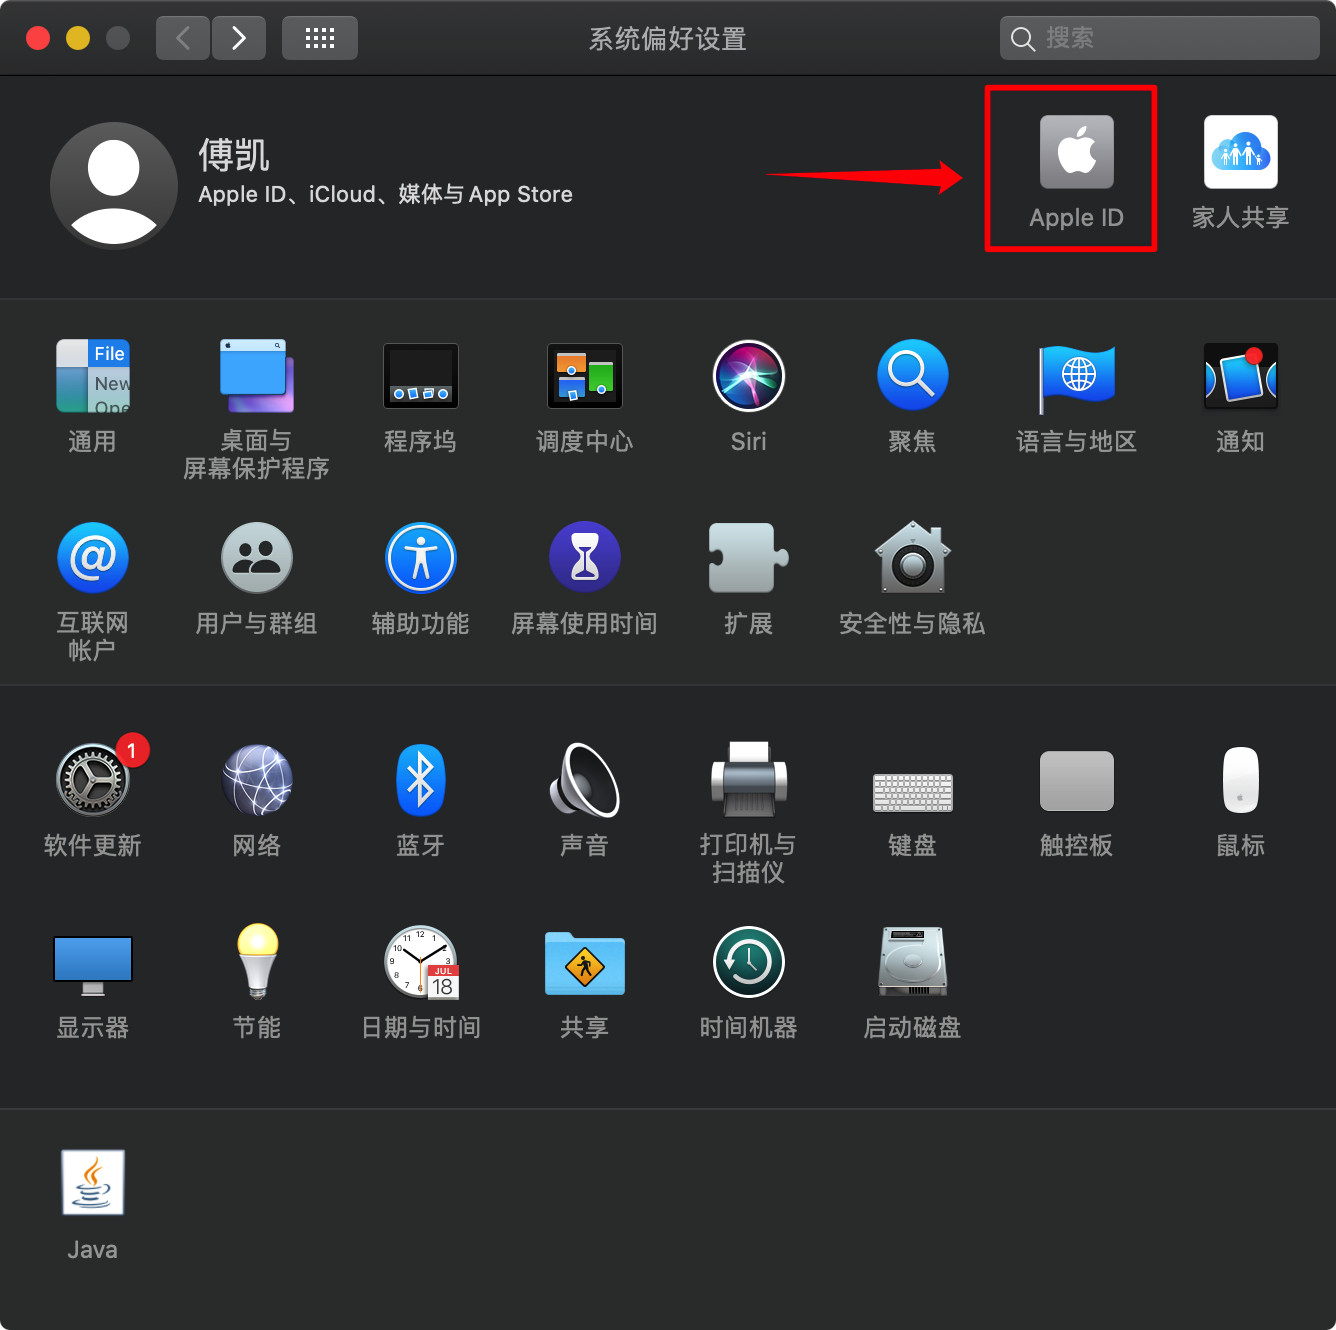 系统偏好设置
搜索
傅凯
Apple ID、iCloud、媒体与 App Store
Apple ID
家人共享
File
New
Ope
通用
桌面与
屏幕保护程序
程序坞
调度中心
Siri
聚焦
语言与地区
通知
互联网
帐户
用户与群组
辅助功能
屏幕使用时间
扩展
安全性与隐私
1
软件更新
网络
蓝牙
声音
打印机与
扫描仪
键盘
触控板
鼠标
显示器
节能
JUL
18
日期与时间
共享
时间机器
启动磁盘
Java